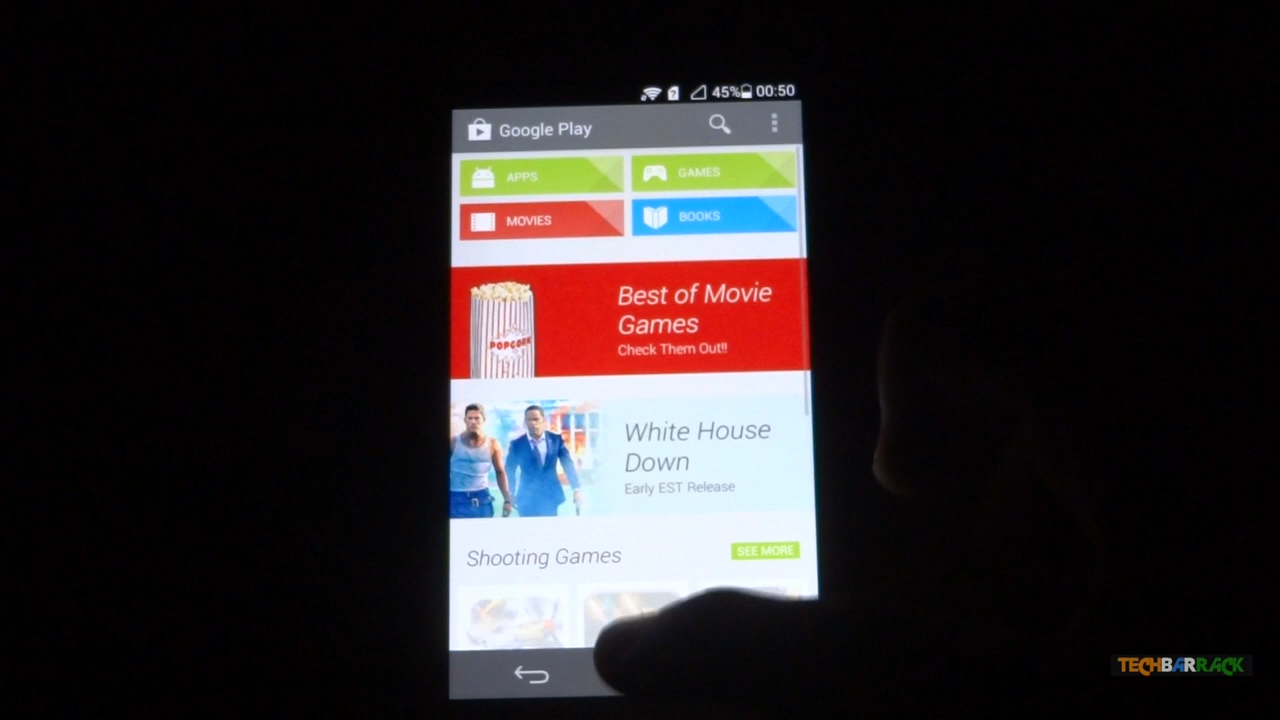 45% 00:50
Google Play
APPS
GAMES
MOVIES
BOOKS
POPCORN
Best of Movie
Games
Check Them Out!!
White House
Down
Early EST Release
Shooting Games
SEE MORE
TECHBARRACK